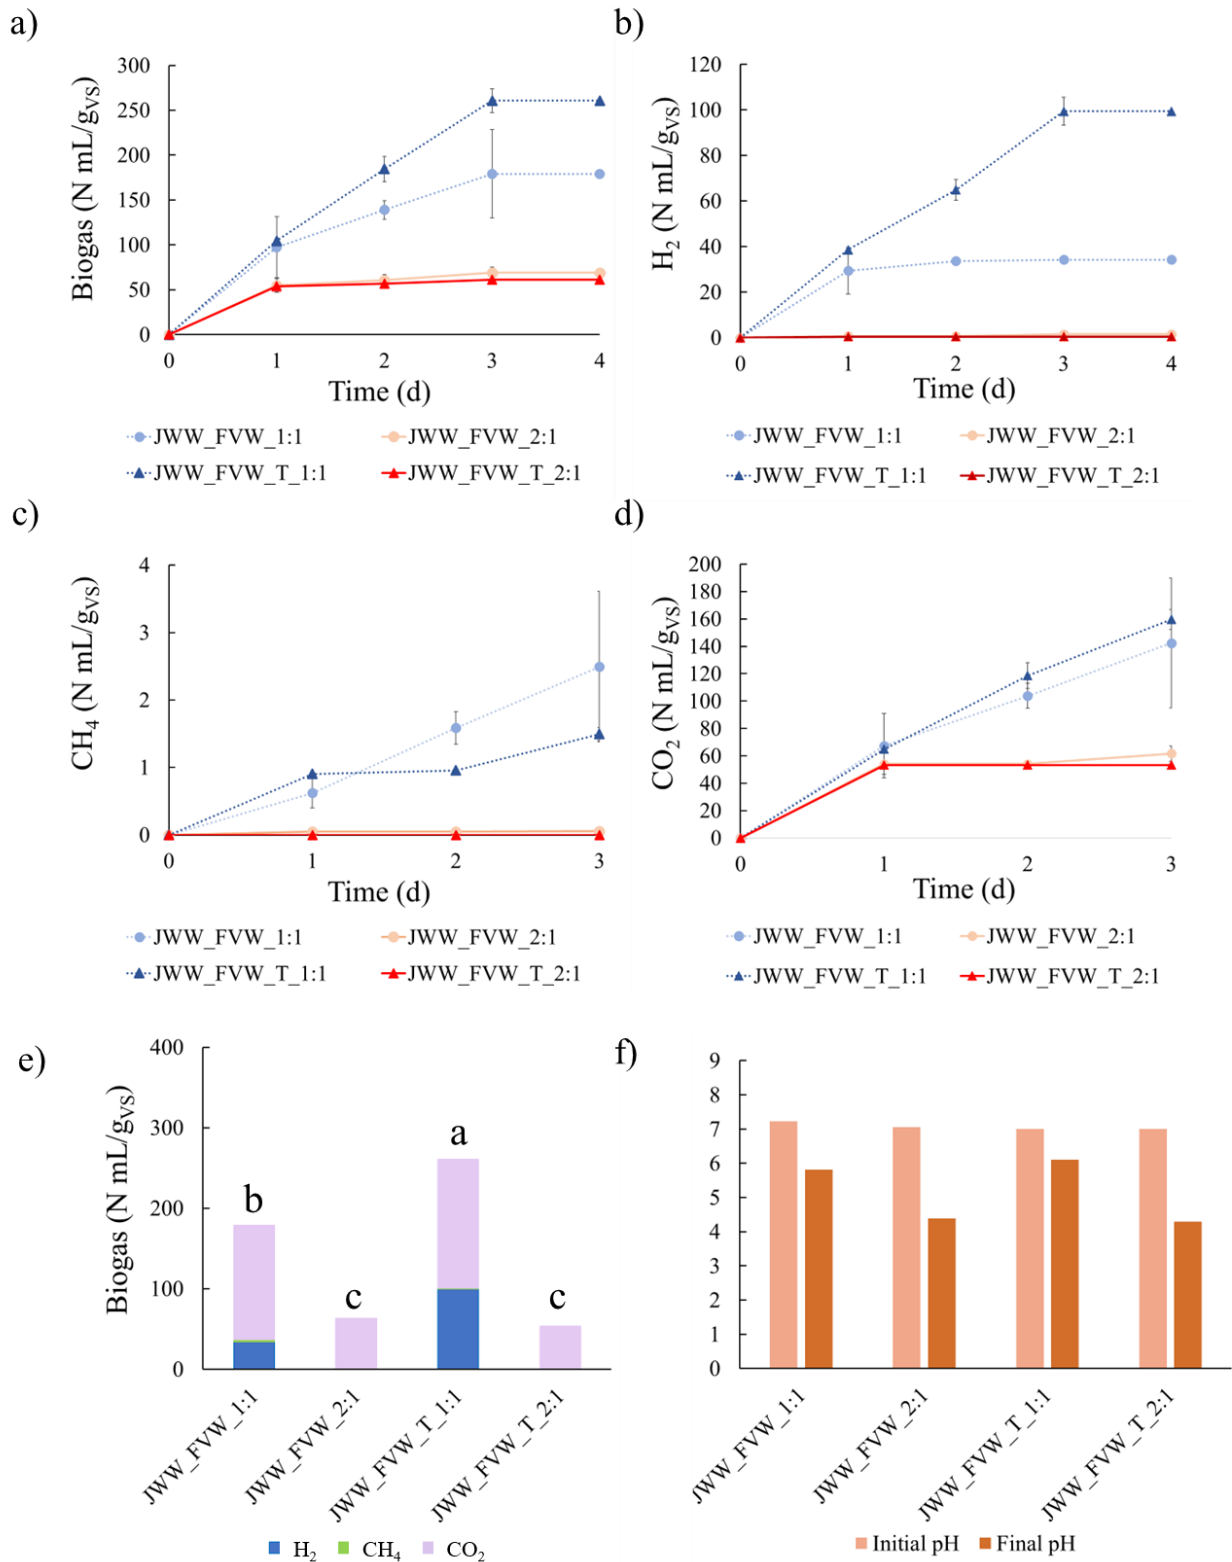 a)
300
250
200
150
100
50
0
Biogas (N mL/gVS)
0 1 2 3 4
Time (d)
JWW_FVW_1:1 JWW_FVW_2:1
JWW_FVW_T_1:1 JWW_FVW_T_2:1
b)
120
100
80
60
40
20
0
H2 (N mL/gVS)
0 1 2 3 4
Time (d)
JWW_FVW_1:1 JWW_FVW_2:1
JWW_FVW_T_1:1 JWW_FVW_T_2:1
c)
4
3
2
1
0
CH4 (N mL/gVS)
0 1 2 3
Time (d)
JWW_FVW_1:1 JWW_FVW_2:1
JWW_FVW_T_1:1 JWW_FVW_T_2:1
d)
200
180
160
140
120
100
80
60
40
20
0
CO2 (N mL/gVS)
0 1 2 3
Time (d)
JWW_FVW_1:1 JWW_FVW_2:1
JWW_FVW_T_1:1 JWW_FVW_T_2:1
e)
400
300
200
100
0
Biogas (N mL/gVS)
b
c
a
c
JWW_FVW_1:1
JWW_FVW_2:1
JWW_FVW_T_1:1
JWW_FVW_T_2:1
H2 CH4 CO2
f)
9
8
7
6
5
4
3
2
1
0
JWW_FVW_1:1
JWW_FVW_2:1
JWW_FVW_T_1:1
JWW_FVW_T_2:1
Initial pH Final pH